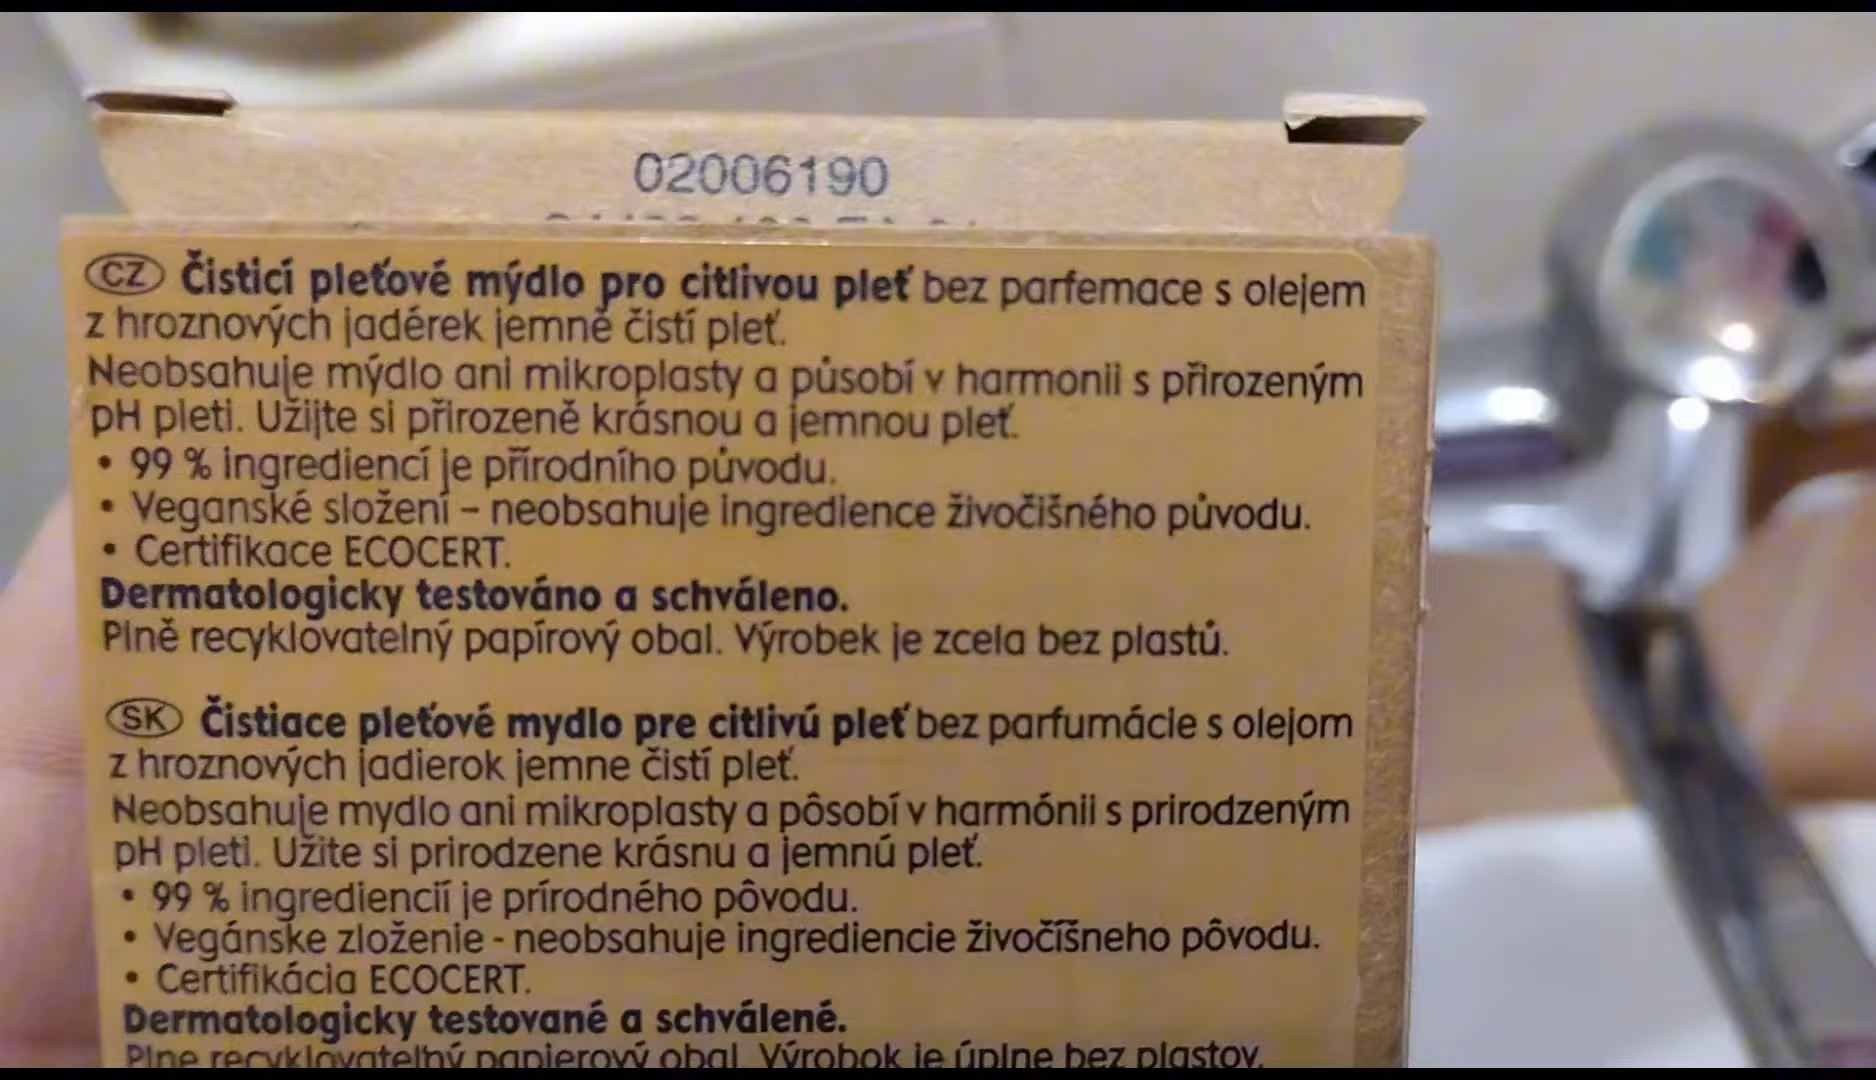 02006190
CZ Čisticí pleťové mýdlo pro citlivou pleť bez parfemace s olejem
z hroznových jadérek jemně čistí pleť.
Neobsahuje mýdlo ani mikroplasty a působí v harmonii s přirozeným
pH pleti. Užijte si přirozeně krásnou a jemnou pleť.
• 99 % ingrediencí je přírodního původu.
• Veganské složení – neobsahuje ingredience živočišného původu.
• Certifikace ECOCERT.
Dermatologicky testováno a schváleno.
Plně recyklovatelný papírový obal. Výrobek je zcela bez plastů.
SK Čistiace pleťové mydlo pre citlivú pleť bez parfumácie s olejom
z hroznových jadierok jemne čistí pleť.
Neobsahuje mydlo ani mikroplasty a pôsobí v harmónii s prirodzeným
pH pleti. Užite si prirodzene krásnu a jemnú pleť.
• 99 % ingrediencií je prírodného pôvodu.
• Vegánske zloženie - neobsahuje ingrediencie živočíšneho pôvodu.
• Certifikácia ECOCERT.
Dermatologicky testované a schválené.
Plne recyklovateľný papierový obal. Výrobok je úplne bez plastov.